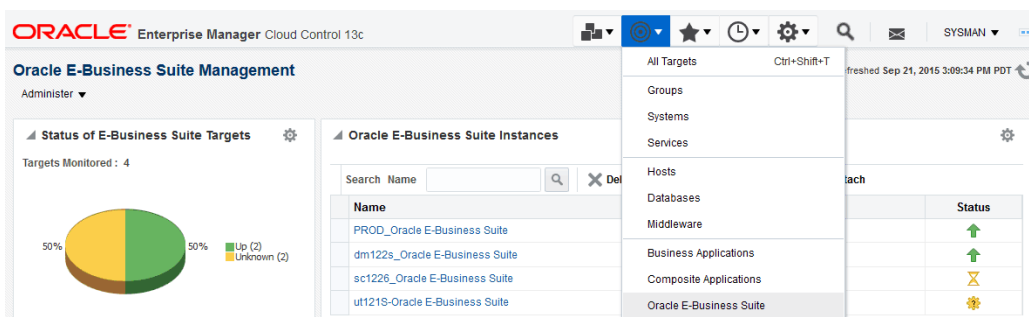 ORACLE Enterprise Manager Cloud Control 13c
SYSMAN
Oracle E-Business Suite Management
efreshed Sep 21, 2015 3:09:34 PM PDT
Administer
All Targets Ctrl+Shift+T
Groups
Systems
Services
Hosts
Databases
Middleware
Business Applications
Composite Applications
Oracle E-Business Suite
Status of E-Business Suite Targets
Targets Monitored : 4
50%
50%
Up (2)
Unknown (2)
Oracle E-Business Suite Instances
Search Name Del tach
Name Status
PROD_Oracle E-Business Suite
dm122s_Oracle E-Business Suite
sc1226_Oracle E-Business Suite
ut121S-Oracle E-Business Suite